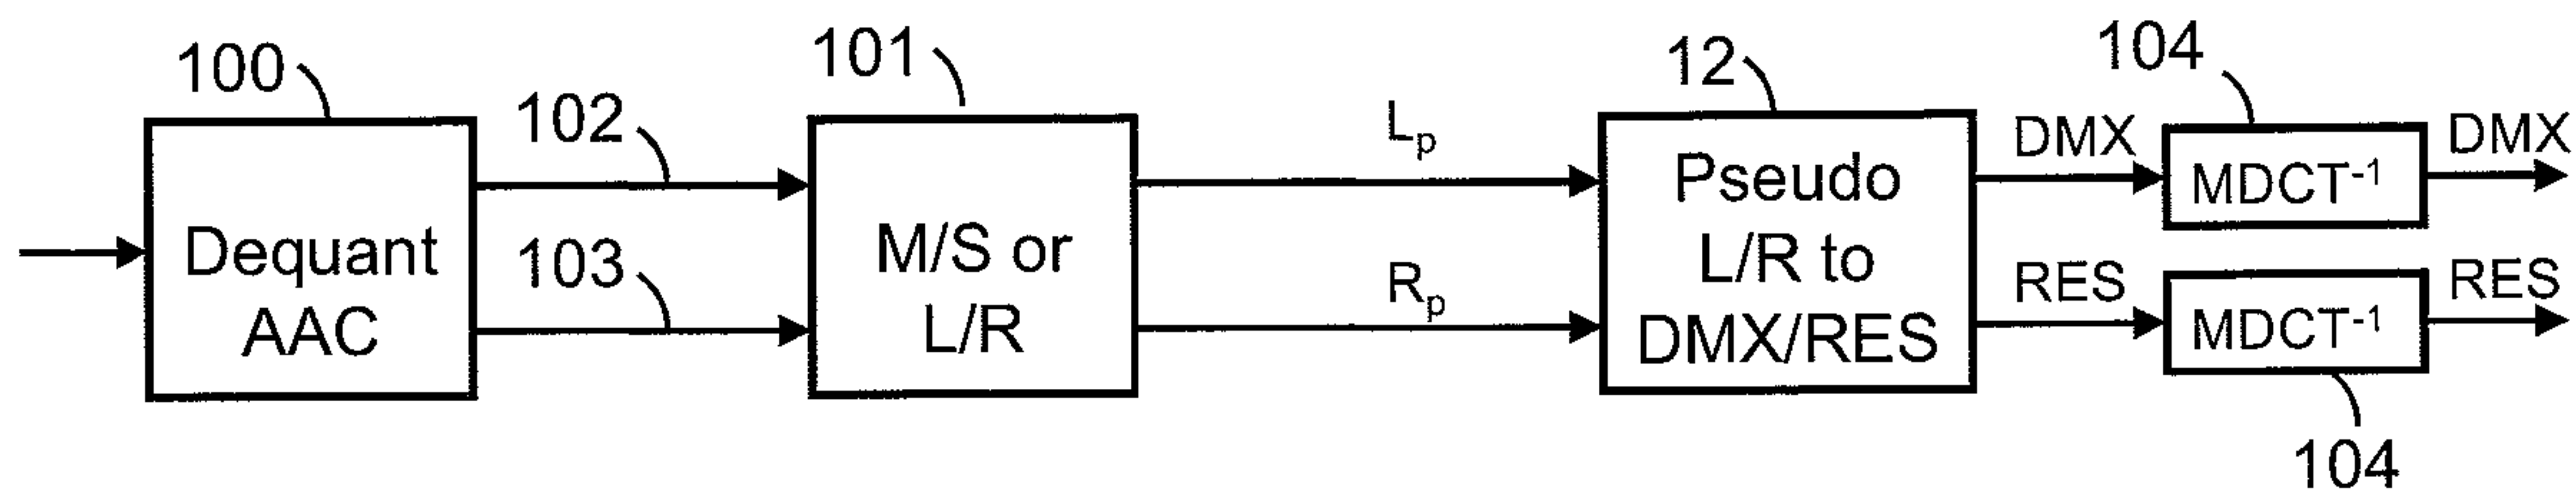 100
102
103
Dequant
AAC
101
M/S or
L/R
Lp
Rp
12
Pseudo
L/R to
DMX/RES
DMX
RES
104
MDCT-1
DMX
MDCT-1
RES
104